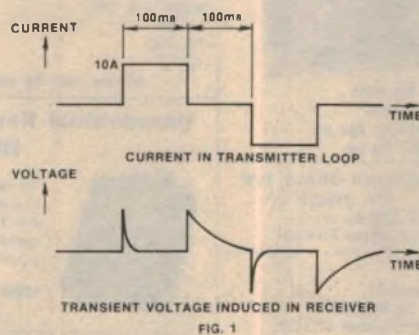 100ms 100ms
CURRENT
10A
TIME
CURRENT IN TRANSMITTER LOOP
VOLTAGE
TIME
TRANSIENT VOLTAGE INDUCED IN RECEIVER
FIG. 1